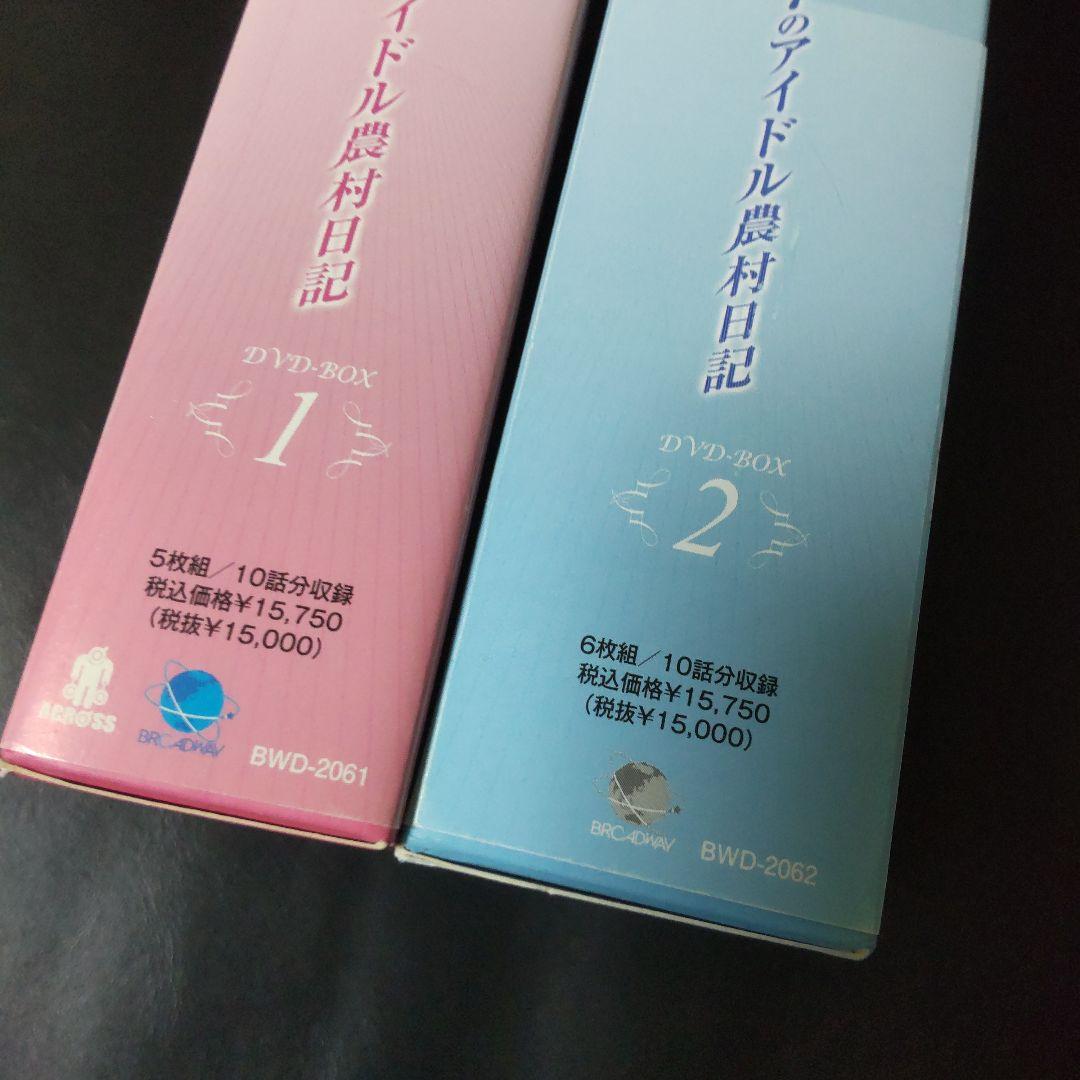 イドル農村日記
DVD-BOX
1
5枚組／10話分収録
税込価格¥15,750
(税抜¥15,000)
APROSS
BROADWAY
BWD-2061
のアイドル農村日記
DVD-BOX
2
6枚組／10話分収録
税込価格¥15,750
(税抜¥15,000)
BROADWAY
BWD-2062